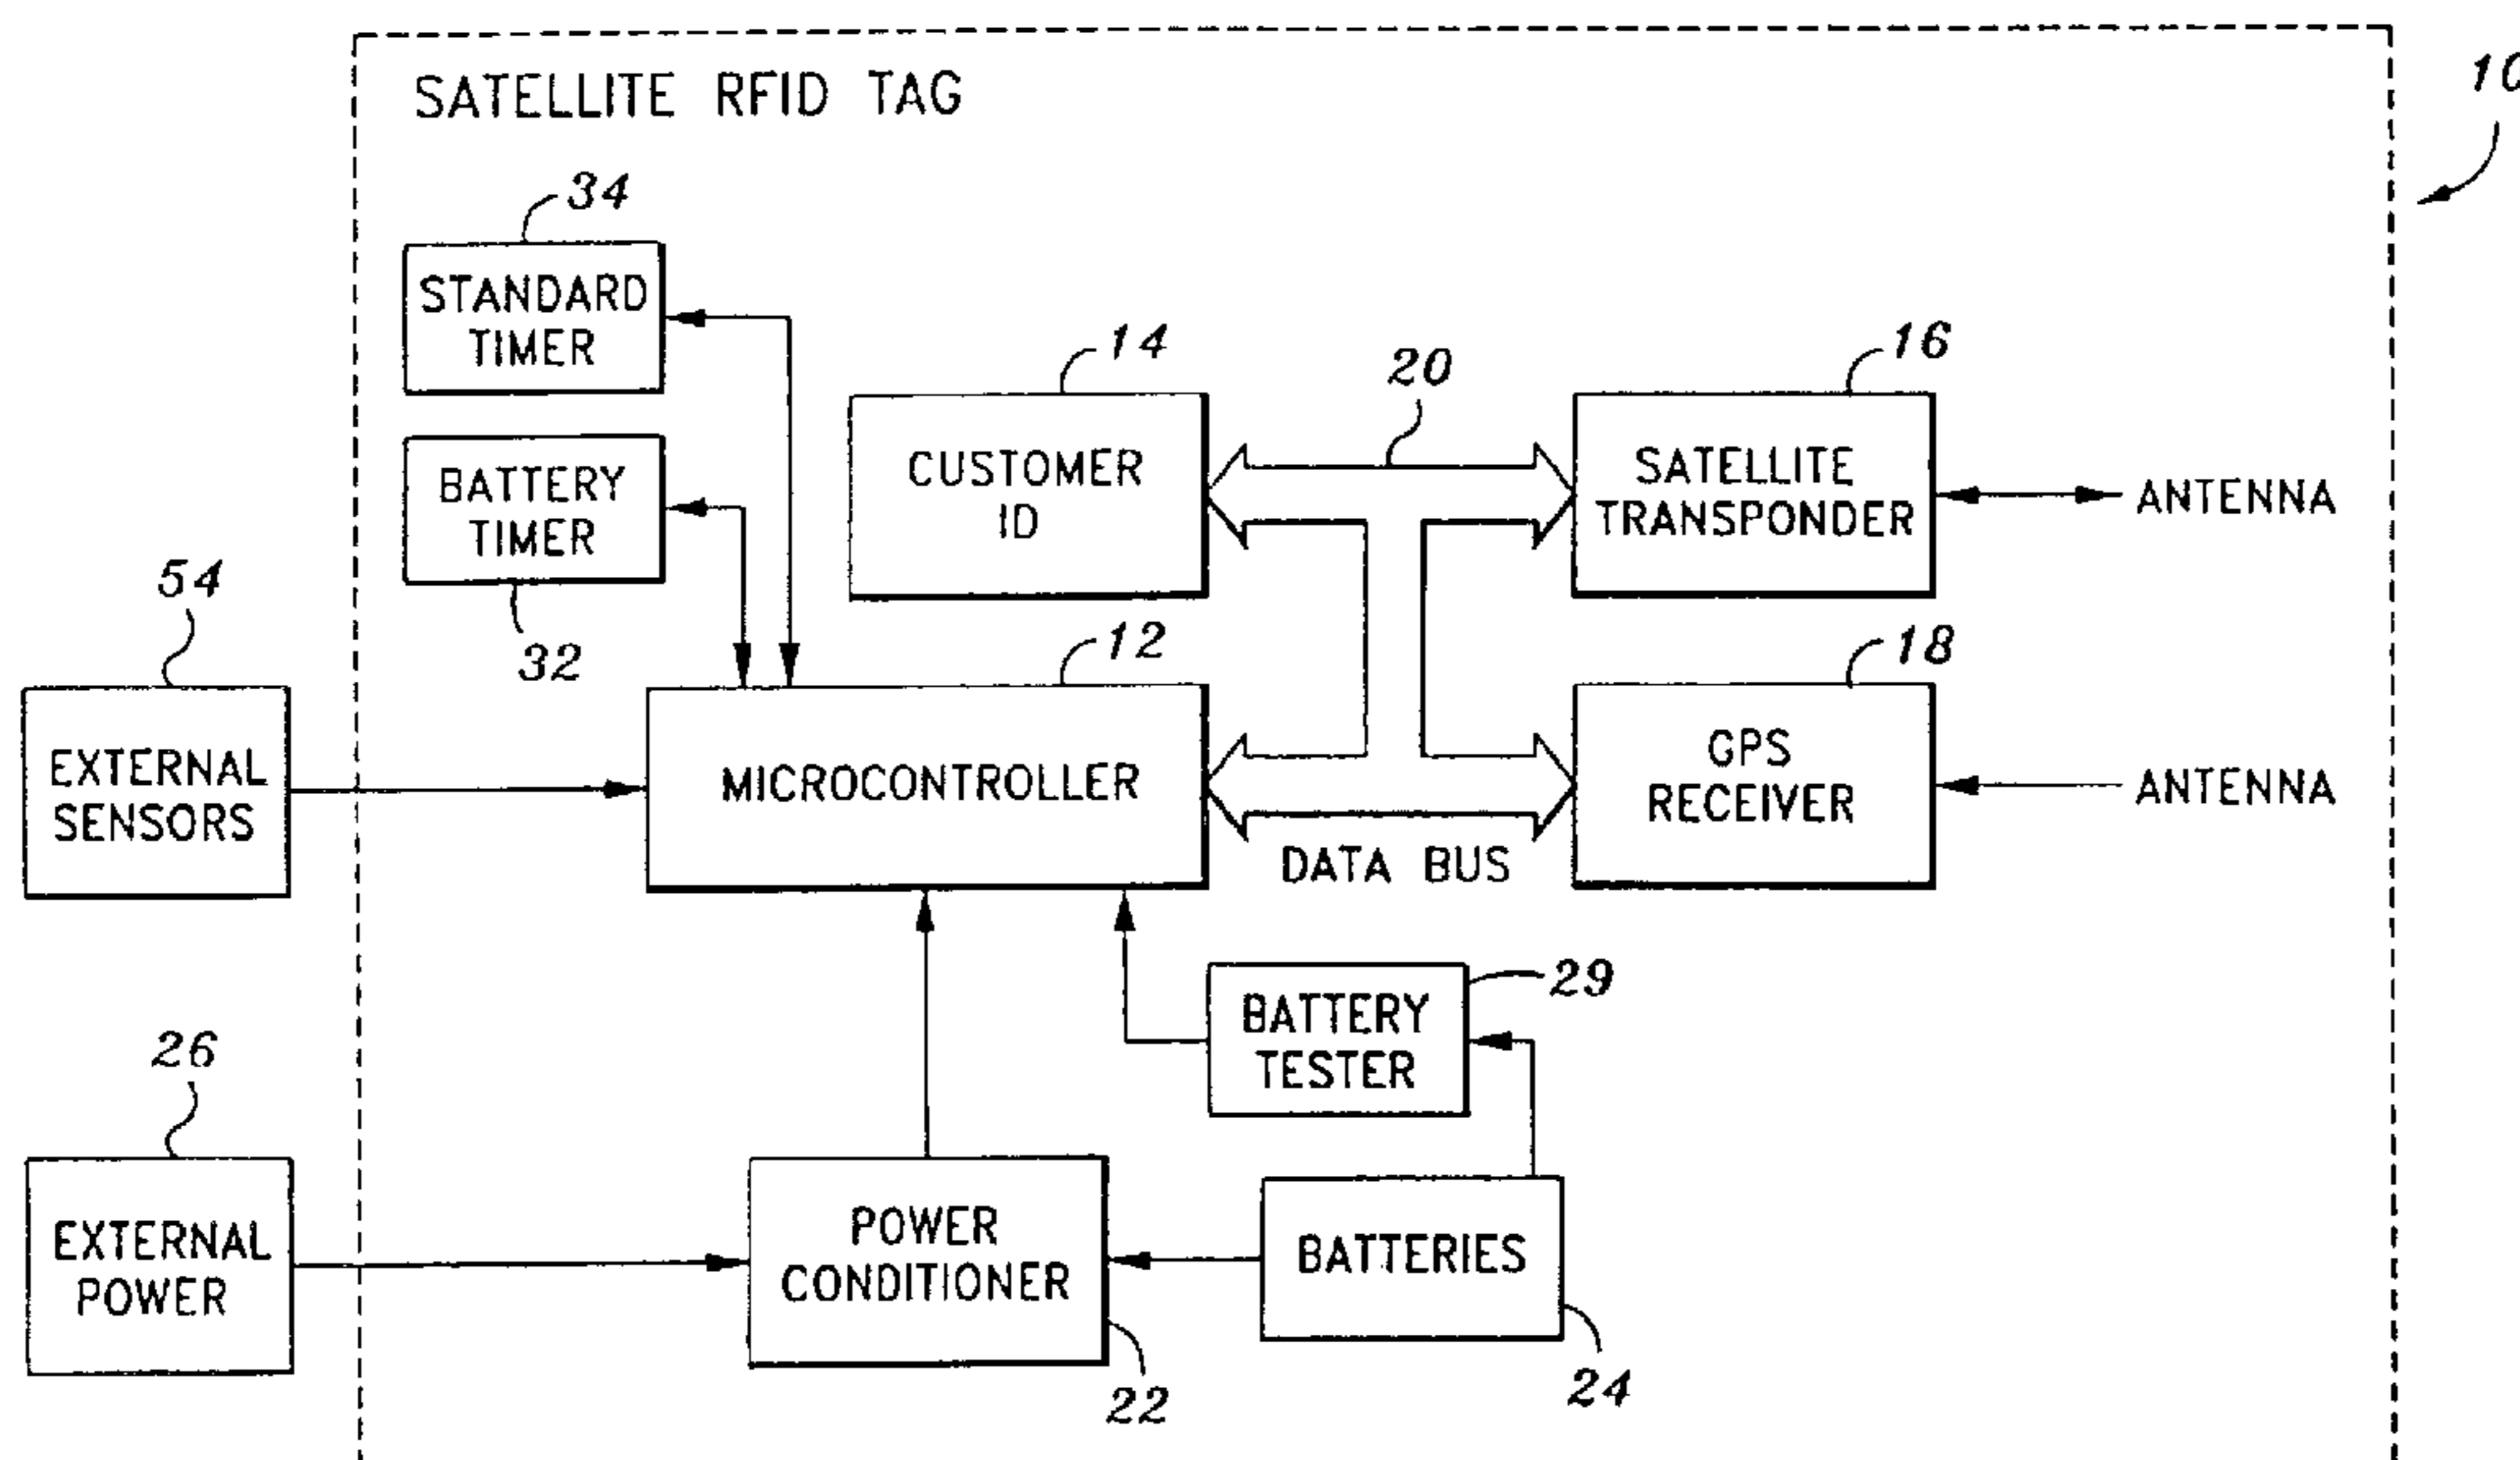 SATELLITE RFID TAG
10
34
STANDARD
TIMER
14
20
16
BATTERY
TIMER
CUSTOMER
ID
SATELLITE
TRANSPONDER
ANTENNA
54
32
12
18
EXTERNAL
SENSORS
MICROCONTROLLER
GPS
RECEIVER
ANTENNA
DATA BUS
29
BATTERY
TESTER
26
EXTERNAL
POWER
POWER
CONDITIONER
BATTERIES
22
24